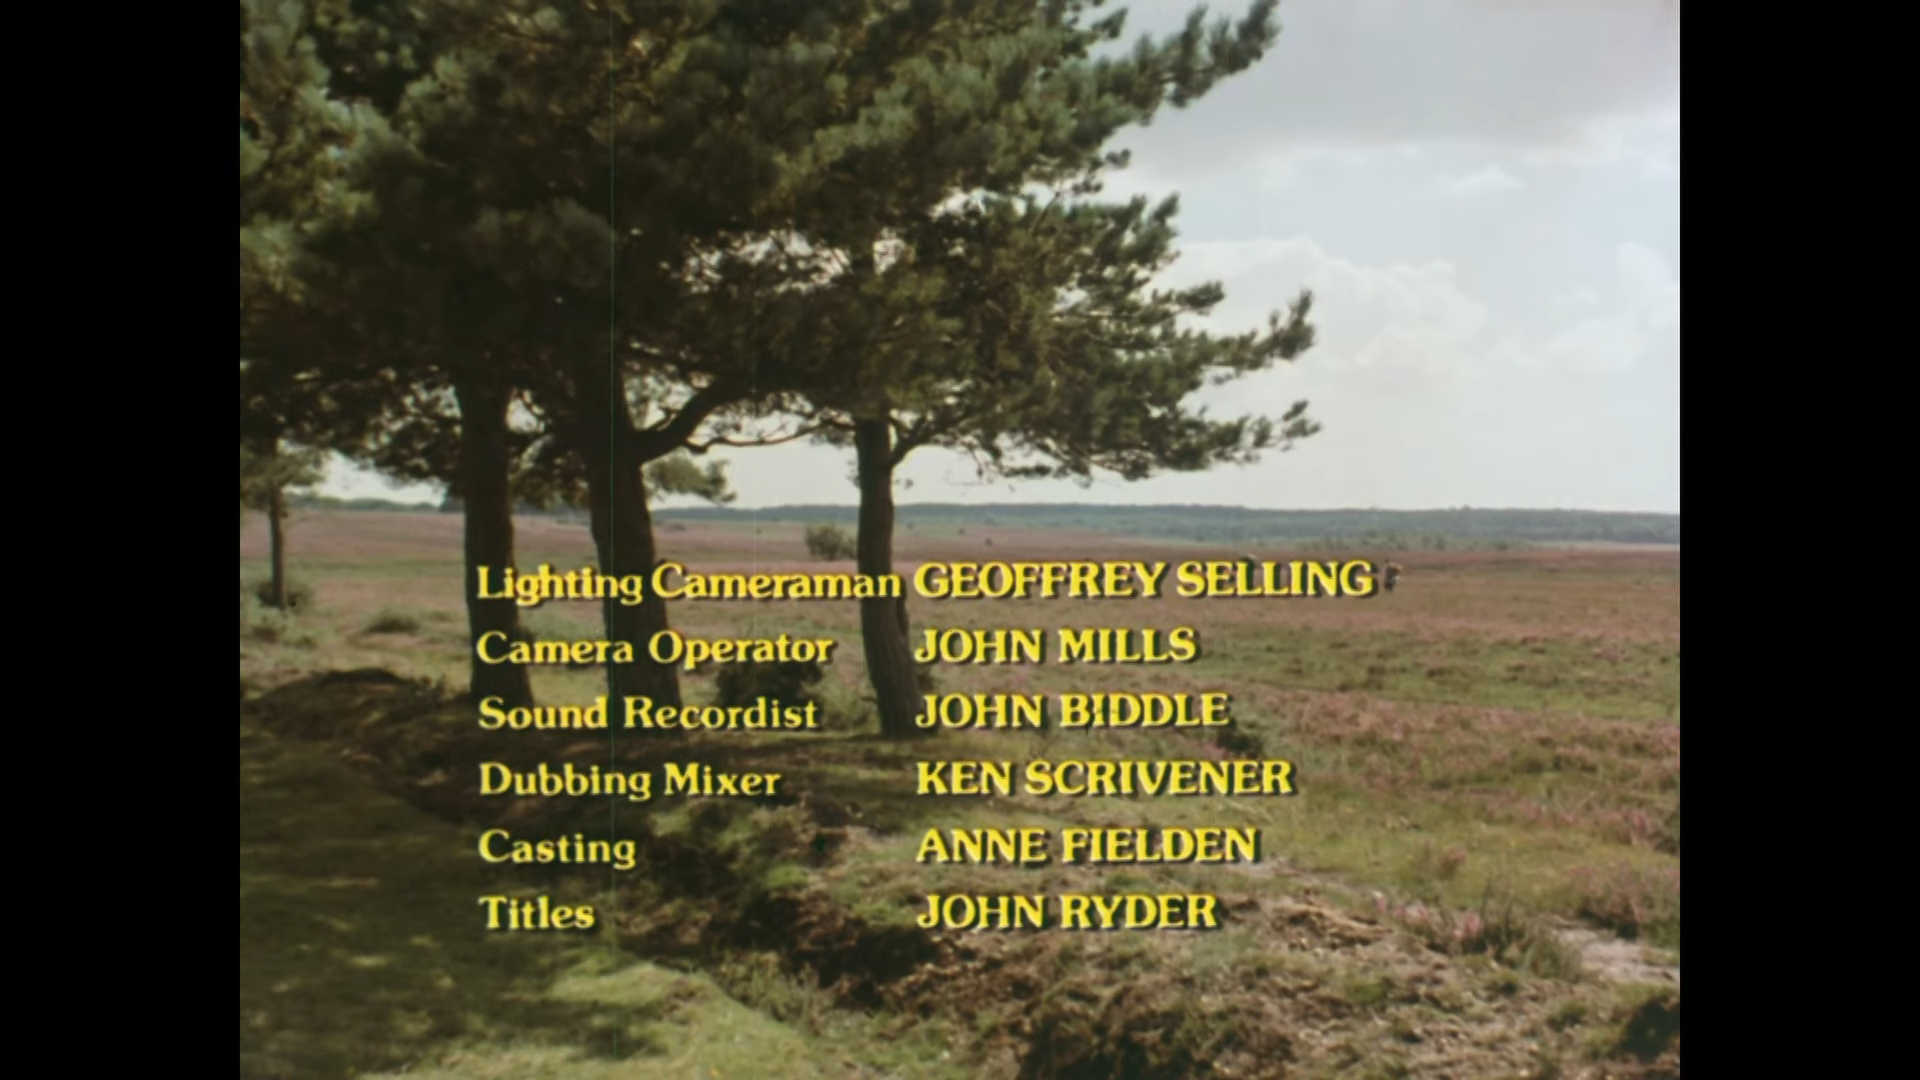 Lighting Cameraman GEOFFREY SELLING
Camera Operator JOHN MILLS
Sound Recordist JOHN BIDDLE
Dubbing Mixer KEN SCRIVENER
Casting ANNE FIELDEN
Titles JOHN RYDER